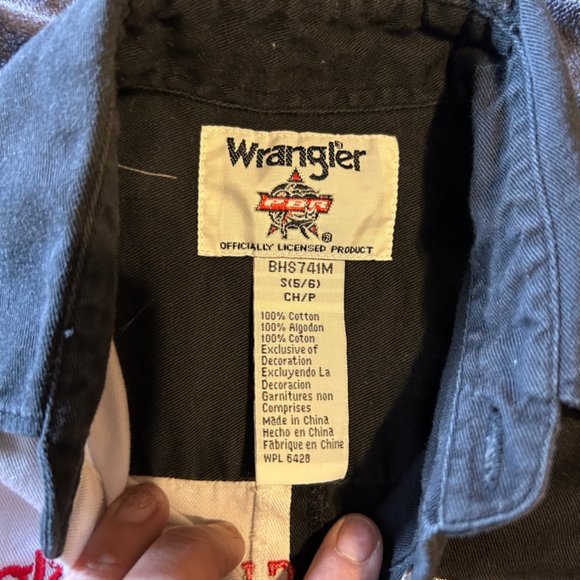 Wrangler
PBR
®
OFFICIALLY LICENSED PRODUCT
BHS741M
S(5/6)
CH/P
100% Cotton
100% Algodon
100% Coton
Exclusive of
Decoration
Excluyendo La
Decoracion
Garnitures non
Comprises
Made in China
Hecho en China
Fabrique en Chine
WPL 6428